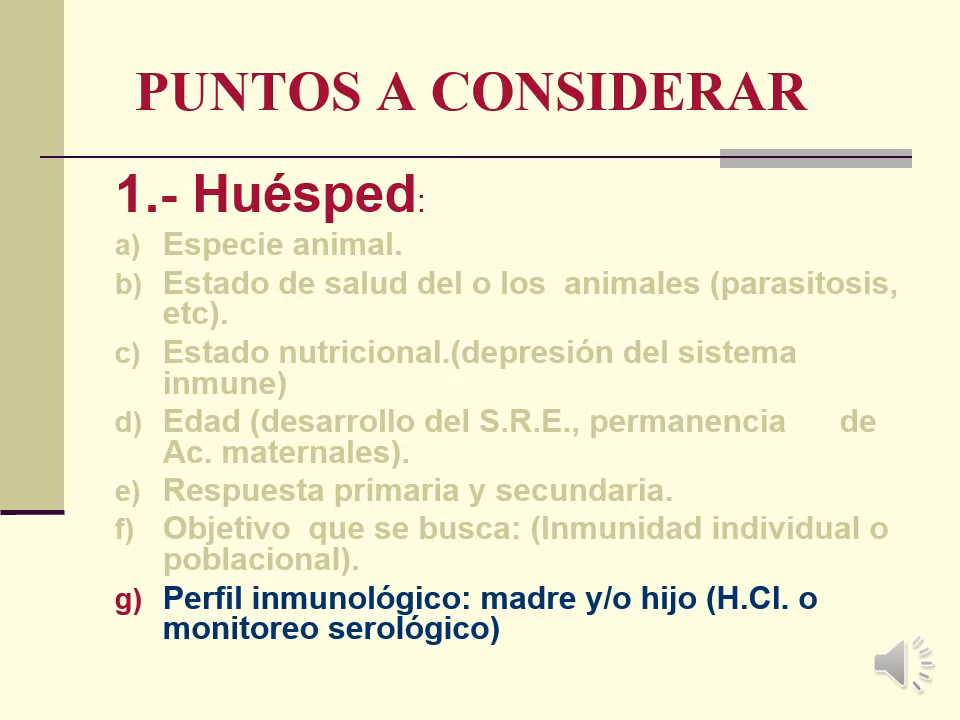 PUNTOS A CONSIDERAR
1.- Huésped:
a) Especie animal.
b) Estado de salud del o los animales (parasitosis,
etc).
c) Estado nutricional.(depresión del sistema
inmune)
d) Edad (desarrollo del S.R.E., permanencia de
Ac. maternales).
e) Respuesta primaria y secundaria.
f) Objetivo que se busca: (Inmunidad individual o
poblacional).
g) Perfil inmunológico: madre y/o hijo (H.Cl. o
monitoreo serológico)